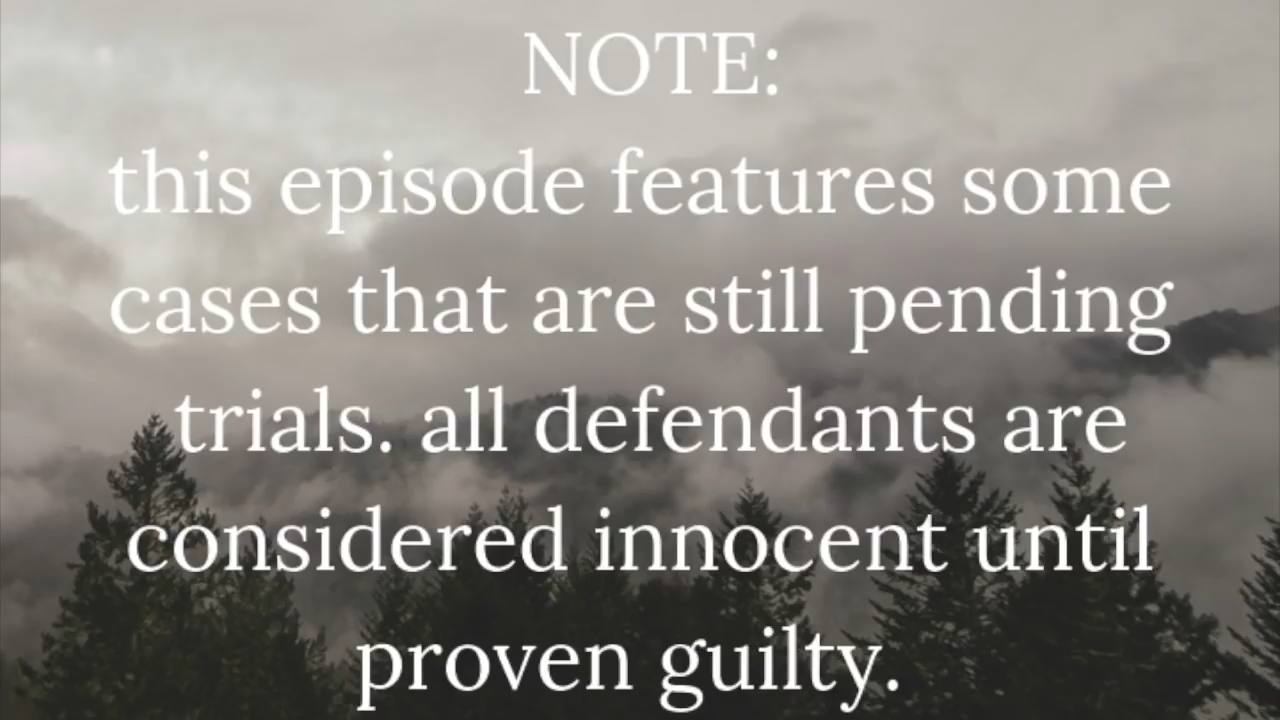 NOTE:
this episode features some
cases that are still pending
trials. all defendants are
considered innocent until
proven guilty.